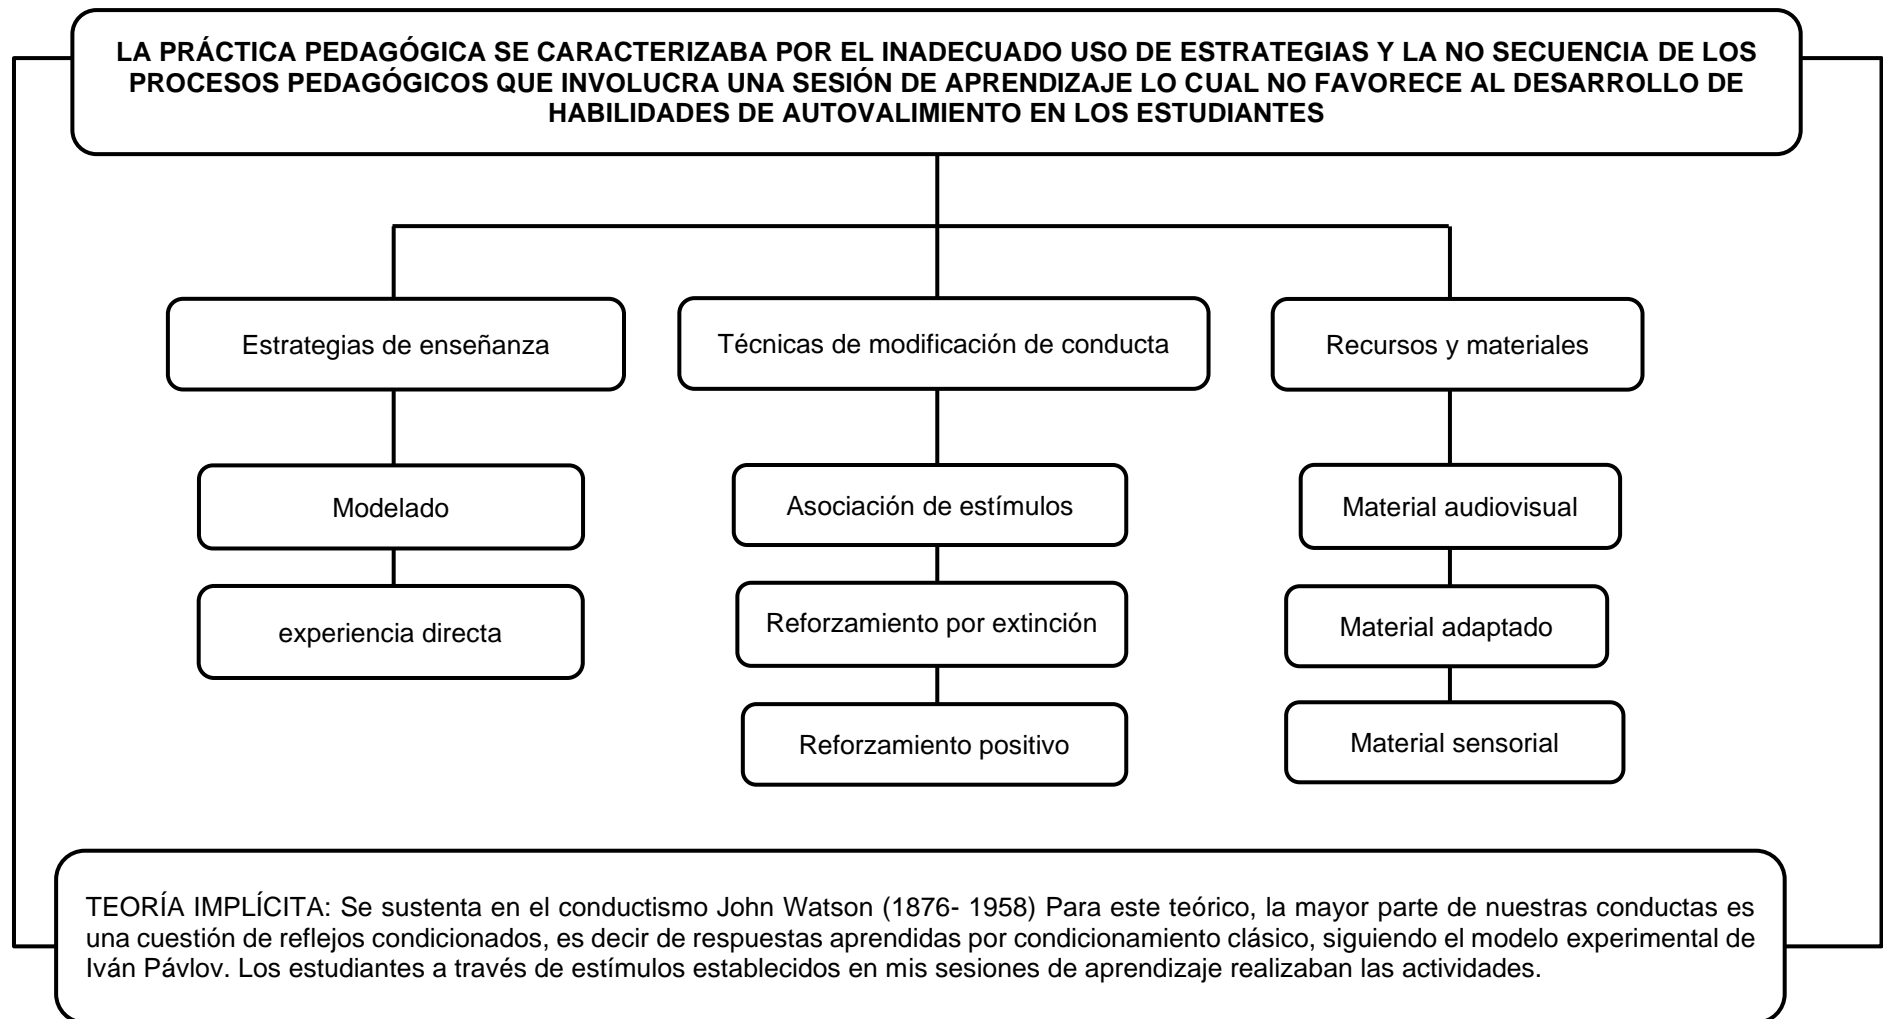 LA PRÁCTICA PEDAGÓGICA SE CARACTERIZABA POR EL INADECUADO USO DE ESTRATEGIAS Y LA NO SECUENCIA DE LOS
PROCESOS PEDAGÓGICOS QUE INVOLUCRA UNA SESIÓN DE APRENDIZAJE LO CUAL NO FAVORECE AL DESARROLLO DE
HABILIDADES DE AUTOVALIMIENTO EN LOS ESTUDIANTES
Estrategias de enseñanza
Modelado
experiencia directa
Técnicas de modificación de conducta
Asociación de estímulos
Reforzamiento por extinción
Reforzamiento positivo
Recursos y materiales
Material audiovisual
Material adaptado
Material sensorial
TEORÍA IMPLÍCITA: Se sustenta en el conductismo John Watson (1876- 1958) Para este teórico, la mayor parte de nuestras conductas es
una cuestión de reflejos condicionados, es decir de respuestas aprendidas por condicionamiento clásico, siguiendo el modelo experimental de
Iván Pávlov. Los estudiantes a través de estímulos establecidos en mis sesiones de aprendizaje realizaban las actividades.